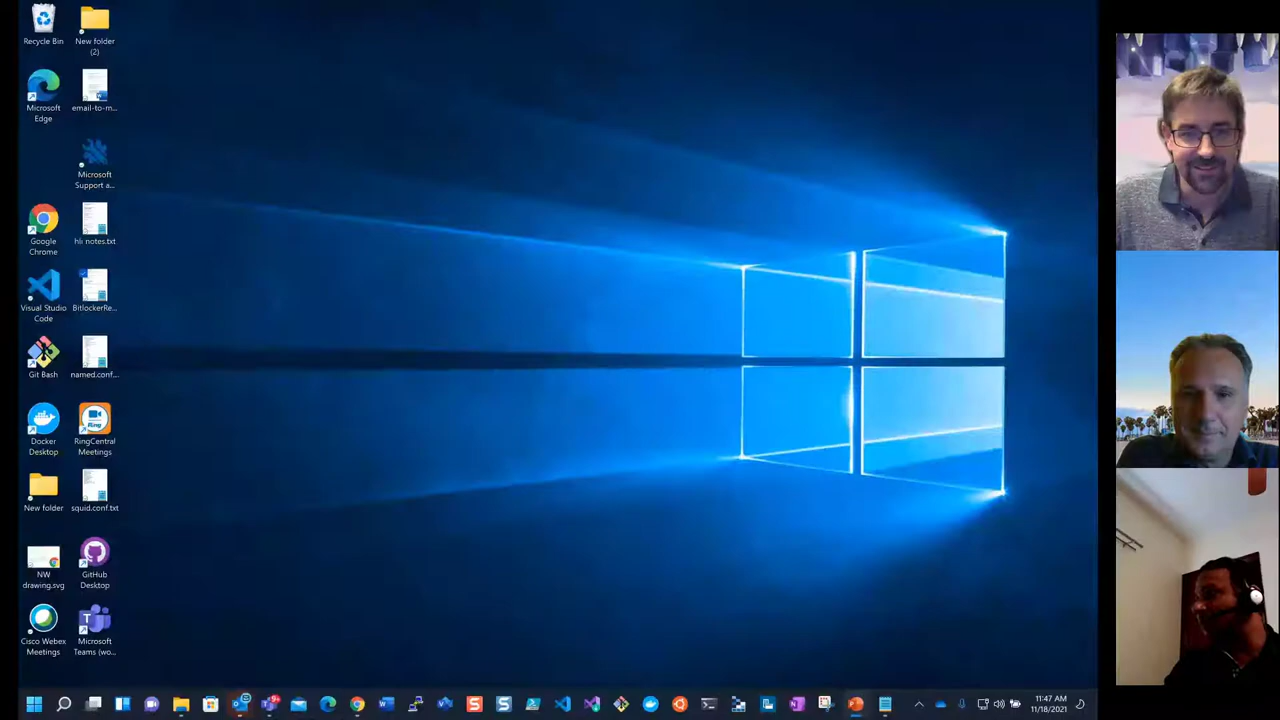 Recycle Bin
New folder
(2)
Microsoft
Edge
email-to-m...
Microsoft
Support a...
Google
Chrome
hli notes.txt
Visual Studio
Code
BitlockerRe...
Git Bash
named.conf...
Docker
Desktop
RingCentral
Meetings
New folder
squid.conf.txt
NW
drawing.svg
GitHub
Desktop
Cisco Webex
Meetings
Microsoft
Teams (wo...
Ring
11:47 AM
11/18/2021